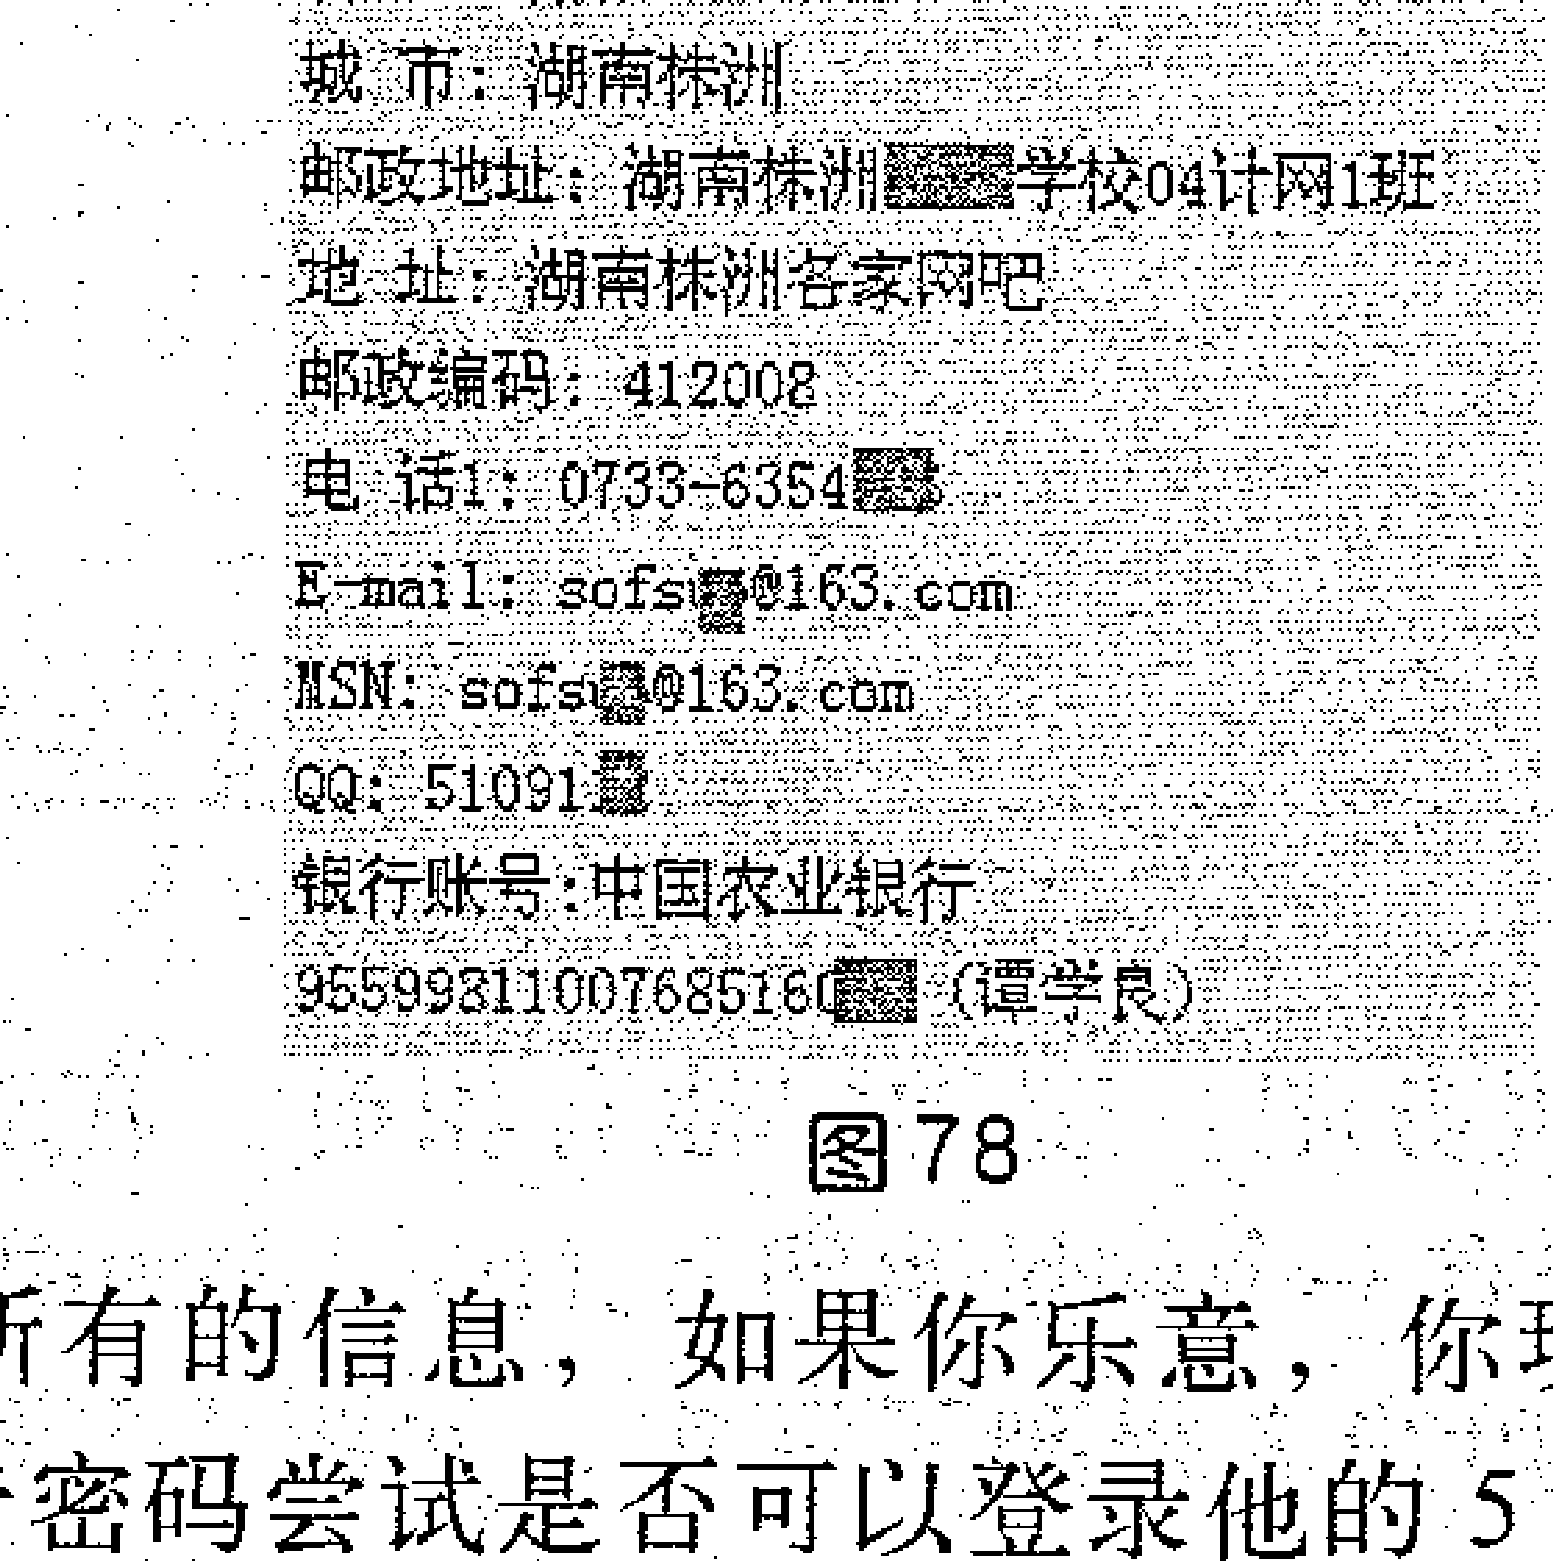 城 市: 湖南株洲
邮政地址: 湖南株洲学校04计网1班
地 址: 湖南株洲名家网吧
邮政编码: 412008
电 话1: 0733-6354
E-mail: sofs@163.com
MSN: sofs@163.com
QQ: 51091
银行账号:中国农业银行
9559981100768516 (谭学良)
图78
所有的信息，如果你乐意，你现
密码尝试是否可以登录他的 5